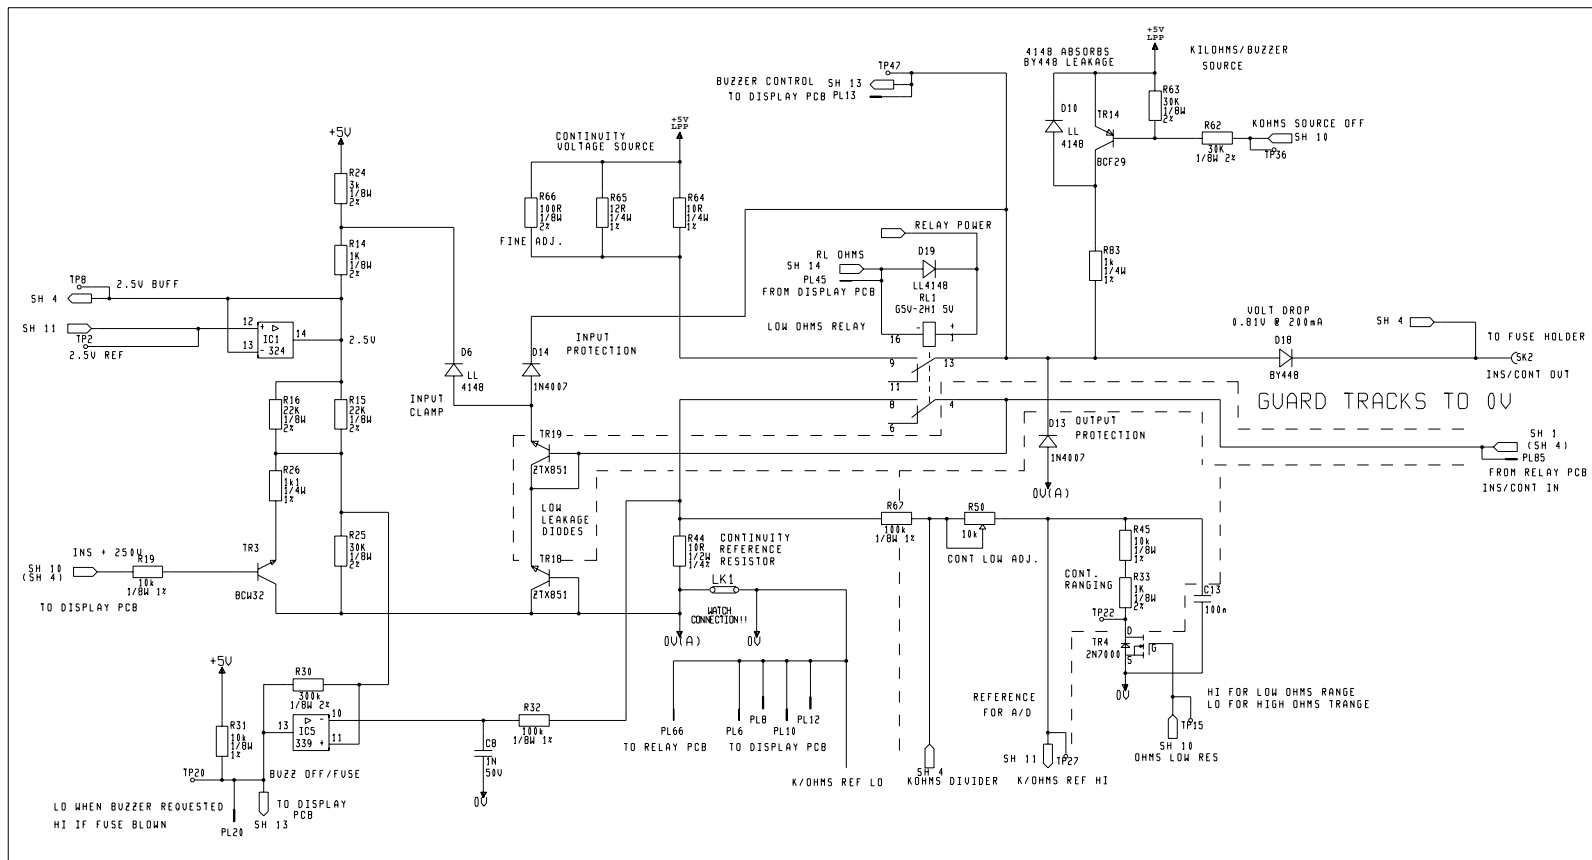 +5V
LPP
4148 ABSORBS
BY448 LEAKAGE
KILOHMS/BUZZER
SOURCE
TP47
BUZZER CONTROL SH 13
TO DISPLAY PCB PL13
D10
LL
4148
TR14
BCF29
R63
30K
1/8W
2%
R62
30K
1/8W 2%
KOHMS SOURCE OFF
SH 10
TP36
+5V
CONTINUITY
VOLTAGE SOURCE
+5V
LPP
R24
3k
1/8W
2%
R66
100R
1/8W
2%
FINE ADJ.
R65
12R
1/4W
1%
R64
10R
1/4W
1%
RELAY POWER
R14
1K
1/8W
2%
RL OHMS
SH 14
PL45
FROM DISPLAY PCB
D19
LL4148
RL1
G5V-2H1 5V
R83
1k
1/4W
1%
TP8
2.5V BUFF
SH 4
SH 11
TP2
2.5V REF
12
+
13
-
IC1
324
14
2.5V
LOW OHMS RELAY
-
16
+
1
VOLT DROP
0.81V @ 200mA
D18
BY448
SH 4
TO FUSE HOLDER
SK2
INS/CONT OUT
D6
LL
4148
INPUT
CLAMP
D14
1N4007
INPUT
PROTECTION
9
11
13
8
6
4
GUARD TRACKS TO 0V
R16
22K
1/8W
2%
R15
22K
1/8W
2%
D13
OUTPUT
PROTECTION
1N4007
0V(A)
SH 1
(SH 4)
PL85
FROM RELAY PCB
INS/CONT IN
TR19
ZTX851
LOW
LEAKAGE
DIODES
TR18
ZTX851
R26
1k1
1/4W
1%
R25
30K
1/8W
2%
R67
100k
1/8W 1%
R50
10k
CONT LOW ADJ.
R45
10k
1/8W
1%
INS + 250V
SH 10
(SH 4)
R19
10k
1/8W 1%
TO DISPLAY PCB
TR3
BCW32
R44
10R
1/2W
1/4%
CONTINUITY
REFERENCE
RESISTOR
LK1
WATCH
CONNECTION!!
0V(A)
0V
CONT.
RANGING
R33
1K
1/8W
2%
C13
100n
TP22
TR4
2N7000
D
G
S
0V
+5V
R30
300k
1/8W 2%
13
10
-
IC5
339
+
11
R31
10k
1/8W
1%
R32
100k
1/8W 1%
C8
1N
50V
0V
TP20
BUZZ OFF/FUSE
PL66
TO RELAY PCB
PL6
PL8
PL10
PL12
TO DISPLAY PCB
REFERENCE
FOR A/D
HI FOR LOW OHMS RANGE
LO FOR HIGH OHMS TRANGE
TP15
SH 10
OHMS LOW RES
K/OHMS REF LO
SH 4
KOHMS DIVIDER
SH 11
TP27
K/OHMS REF HI
LO WHEN BUZZER REQUESTED
HI IF FUSE BLOWN
PL20
SH 13
TO DISPLAY
PCB